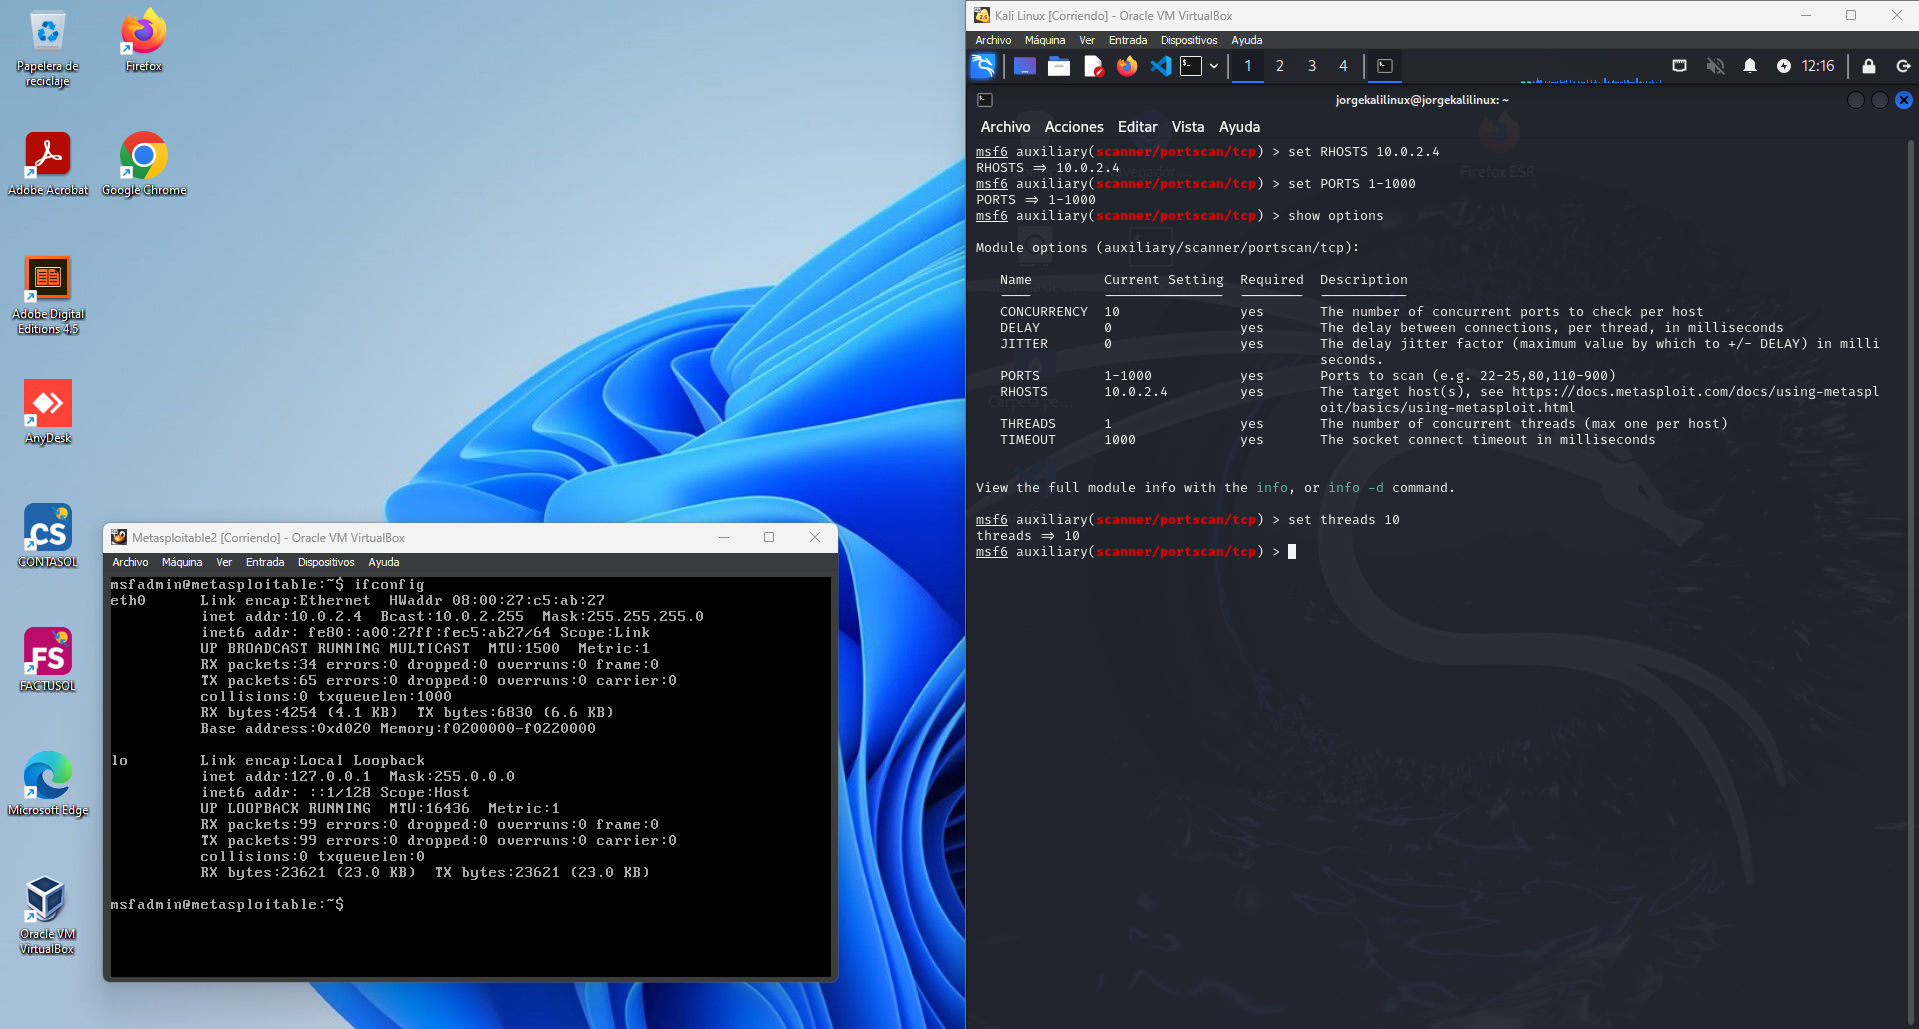 Papelera de
reciclaje
Firefox
Adobe Acrobat
Google Chrome
Adobe Digital
Editions 4.5
AnyDesk
CONTASOL
FACTUSOL
Microsoft Edge
Oracle VM
VirtualBox
Metasploitable2 [Corriendo] - Oracle VM VirtualBox
Archivo Máquina Ver Entrada Dispositivos Ayuda
msfadmin@metasploitable:~$ ifconfig
eth0 Link encap:Ethernet HWaddr 08:00:27:c5:ab:27
inet addr:10.0.2.4 Bcast:10.0.2.255 Mask:255.255.255.0
inet6 addr: fe80::a00:27ff:fec5:ab27/64 Scope:Link
UP BROADCAST RUNNING MULTICAST MTU:1500 Metric:1
RX packets:34 errors:0 dropped:0 overruns:0 frame:0
TX packets:65 errors:0 dropped:0 overruns:0 carrier:0
collisions:0 txqueuelen:1000
RX bytes:4254 (4.1 KB) TX bytes:6830 (6.6 KB)
Base address:0xd020 Memory:f0200000-f0220000
lo Link encap:Local Loopback
inet addr:127.0.0.1 Mask:255.0.0.0
inet6 addr: ::1/128 Scope:Host
UP LOOPBACK RUNNING MTU:16436 Metric:1
RX packets:99 errors:0 dropped:0 overruns:0 frame:0
TX packets:99 errors:0 dropped:0 overruns:0 carrier:0
collisions:0 txqueuelen:0
RX bytes:23621 (23.0 KB) TX bytes:23621 (23.0 KB)
msfadmin@metasploitable:~$
Kali Linux [Corriendo] - Oracle VM VirtualBox
Archivo Máquina Ver Entrada Dispositivos Ayuda
1 2 3 4
12:16
jorgekalilinux@jorgekalilinux: ~
Archivo Acciones Editar Vista Ayuda
msf6 auxiliary(scanner/portscan/tcp) > set RHOSTS 10.0.2.4
RHOSTS => 10.0.2.4
msf6 auxiliary(scanner/portscan/tcp) > set PORTS 1-1000
PORTS => 1-1000
msf6 auxiliary(scanner/portscan/tcp) > show options
Module options (auxiliary/scanner/portscan/tcp):
Name Current Setting Required Description
CONCURRENCY 10 yes The number of concurrent ports to check per host
DELAY 0 yes The delay between connections, per thread, in milliseconds
JITTER 0 yes The delay jitter factor (maximum value by which to +/- DELAY) in milli
seconds.
PORTS 1-1000 yes Ports to scan (e.g. 22-25,80,110-900)
RHOSTS 10.0.2.4 yes The target host(s), see https://docs.metasploit.com/docs/using-metaspl
oit/basics/using-metasploit.html
THREADS 1 yes The number of concurrent threads (max one per host)
TIMEOUT 1000 yes The socket connect timeout in milliseconds
View the full module info with the info, or info -d command.
msf6 auxiliary(scanner/portscan/tcp) > set threads 10
threads => 10
msf6 auxiliary(scanner/portscan/tcp) >
Firefox ESR